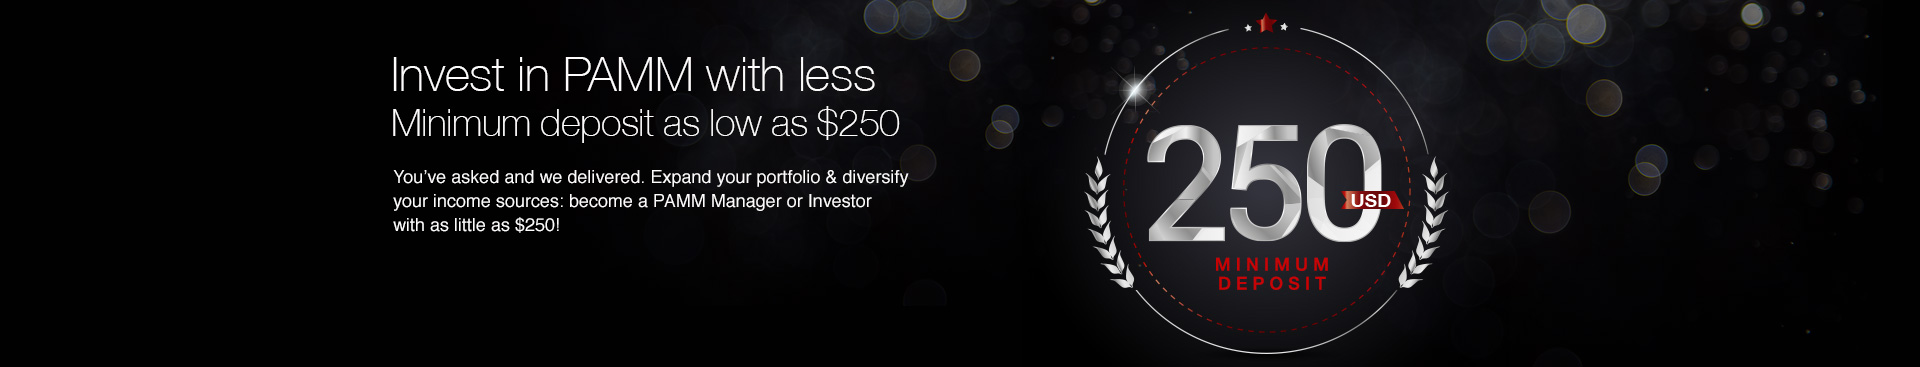 Invest in PAMM with less
Minimum deposit as low as $250
You've asked and we delivered. Expand your portfolio & diversify
your income sources: become a PAMM Manager or Investor
with as little as $250!
250
USD
MINIMUM
DEPOSIT